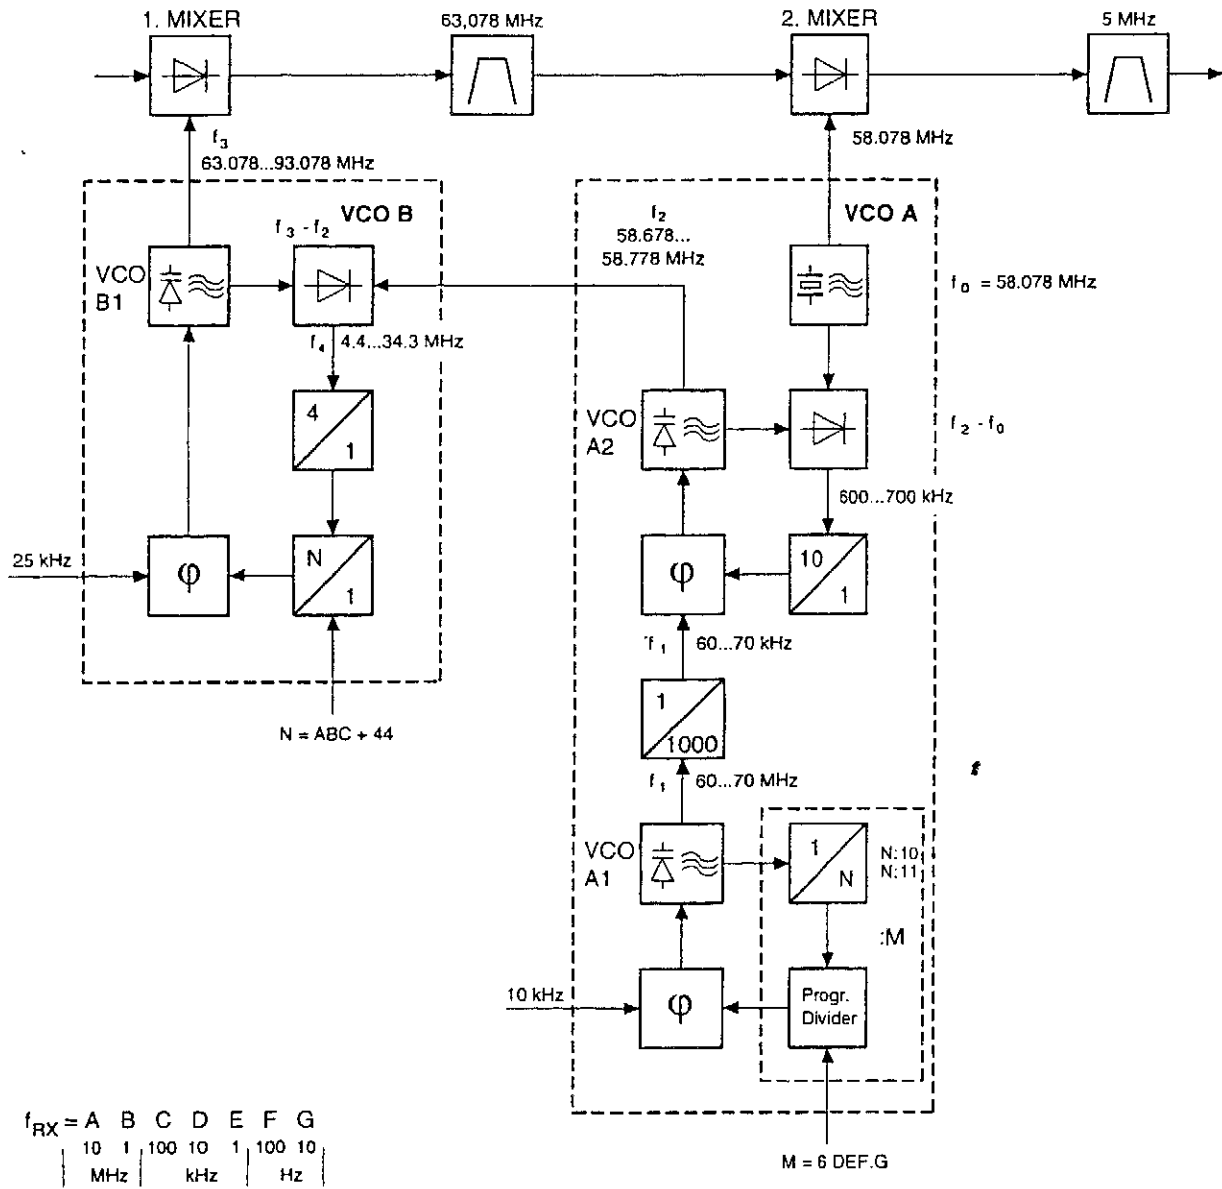 1. MIXER
63,078 MHz
2. MIXER
5 MHz
f3
63.078...93.078 MHz
58.078 MHz
VCO B
f3 - f2
VCO
B1
f2
58.678...
58.778 MHz
VCO A
f0 = 58.078 MHz
f4 4.4...34.3 MHz
4
1
VCO
A2
f2 - f0
600...700 kHz
25 kHz
φ
N
1
φ
10
1
f1 60...70 kHz
N = ABC + 44
1
1000
f1 60...70 MHz
f
VCO
A1
1
N
N:10
N:11
:M
10 kHz
φ
Progr.
Divider
M = 6 DEF.G
fRX = A B C D E F G
10 1 100 10 1 100 10
MHz kHz Hz